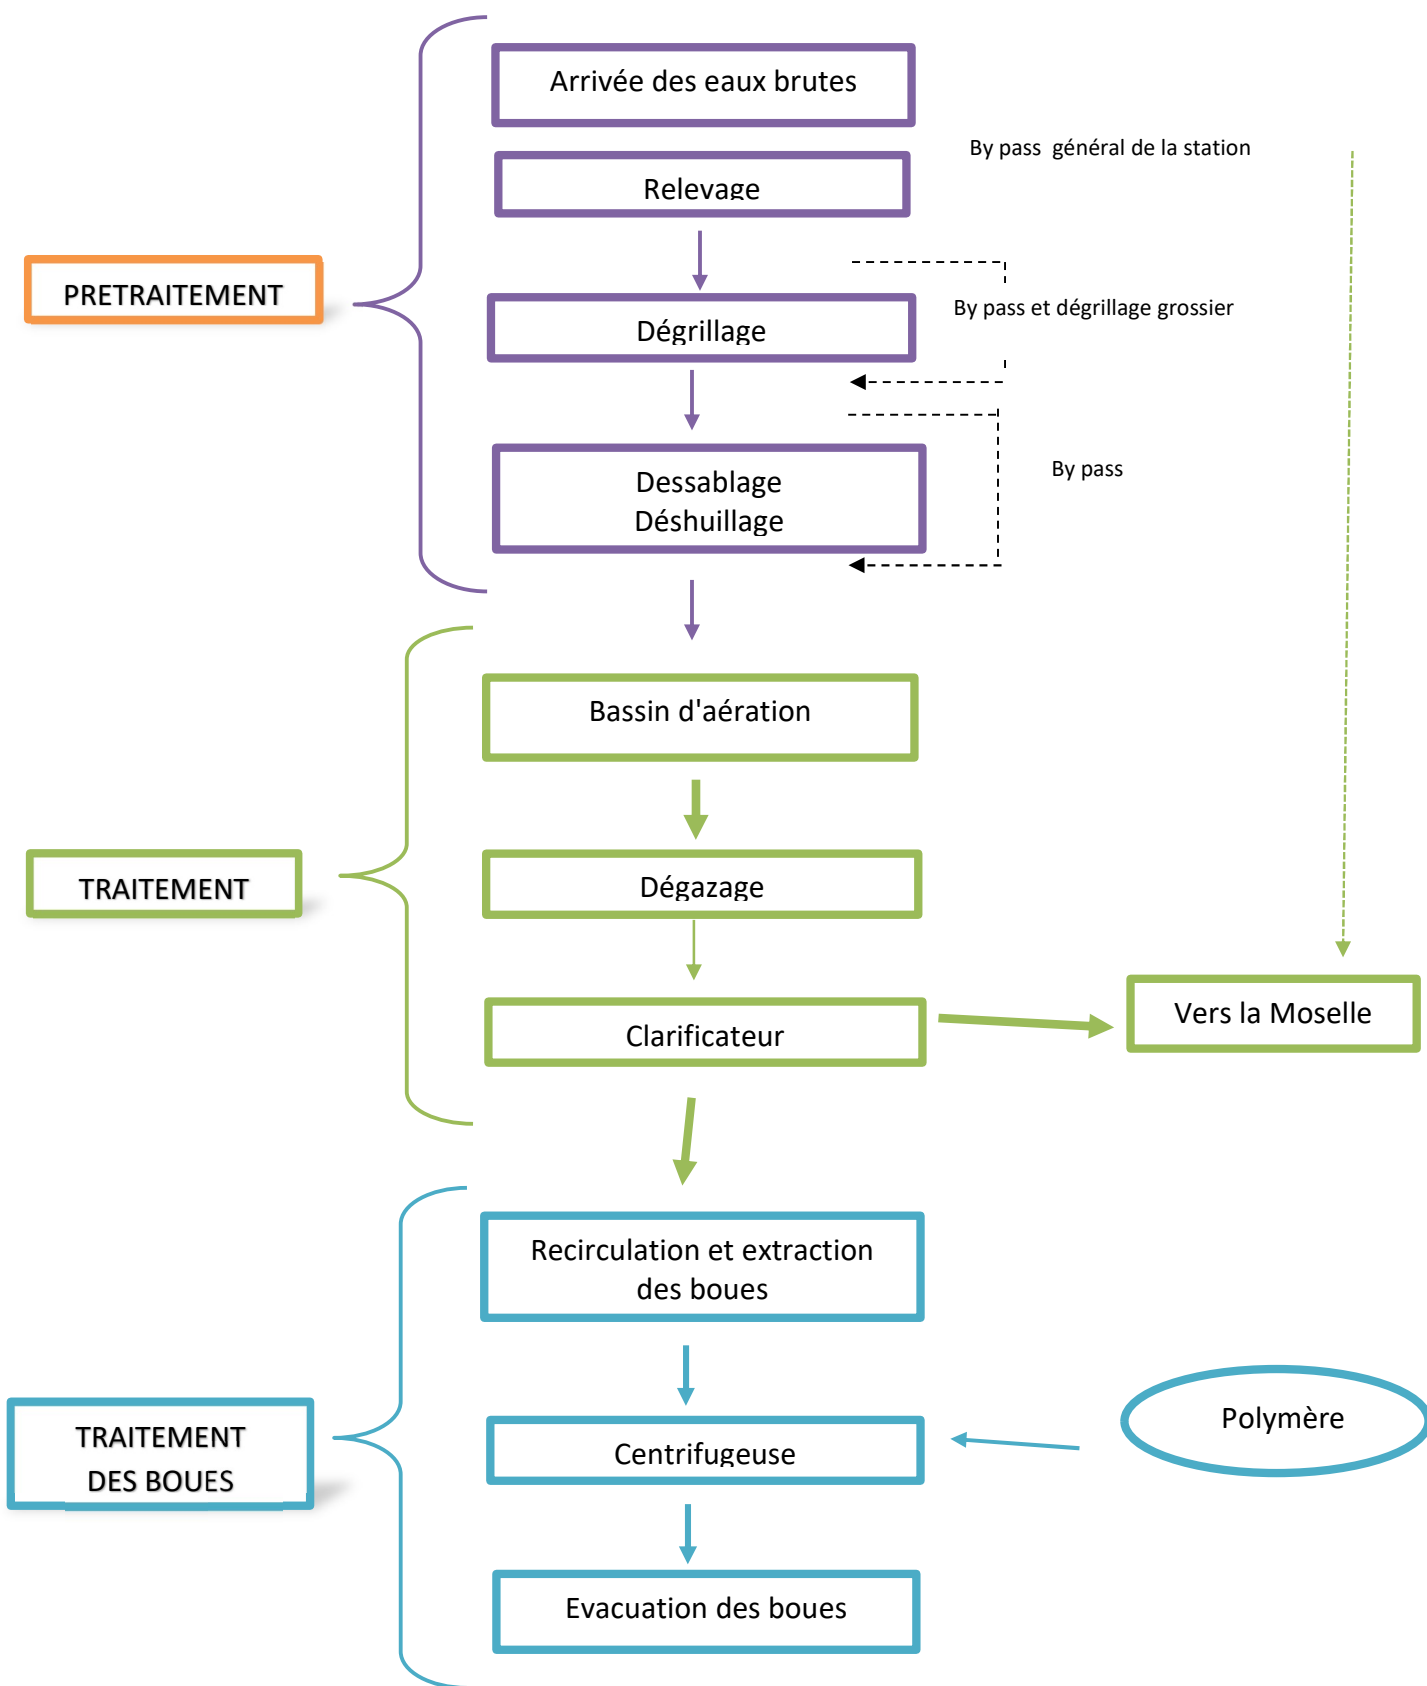 Arrivée des eaux brutes
By pass  général de la station
Relevage
PRETRAITEMENT
By pass et dégrillage grossier
Dégrillage
By pass
Dessablage
Déshuillage
Bassin d'aération
TRAITEMENT
Dégazage
Vers la Moselle
Clarificateur
Recirculation et extraction
des boues
Polymère
TRAITEMENT
DES BOUES
Centrifugeuse
Evacuation des boues